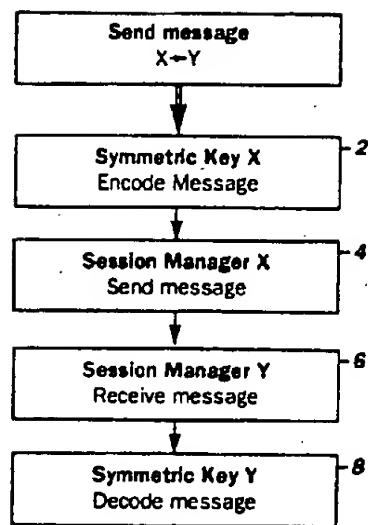 Send message
X←Y
Symmetric Key X
Encode Message
2
Session Manager X
Send message
4
Session Manager Y
Receive message
6
Symmetric Key Y
Decode message
8